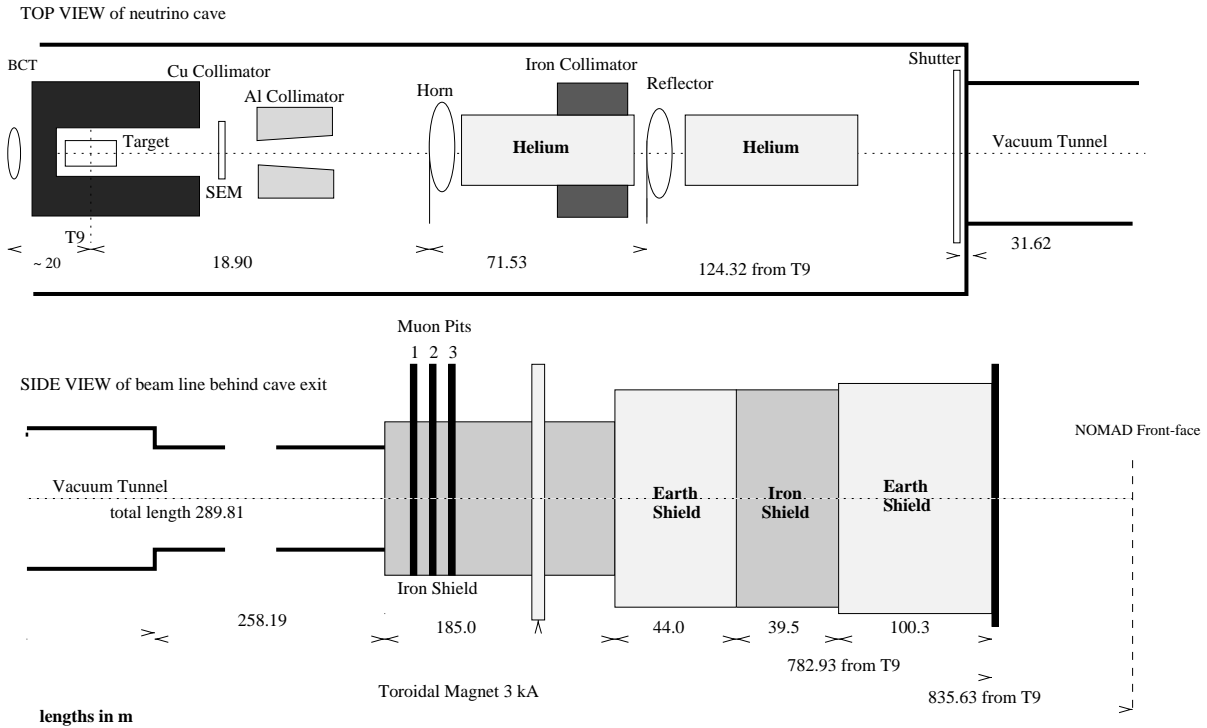 TOP VIEW of neutrino cave
BCT
Cu Collimator
Al Collimator
Horn
Iron Collimator
Reflector
Shutter
Target
Helium
Helium
Vacuum Tunnel
SEM
T9
~ 20
18.90
71.53
124.32 from T9
31.62
Muon Pits
1 2 3
SIDE VIEW of beam line behind cave exit
NOMAD Front-face
Vacuum Tunnel
total length 289.81
Earth
Shield
Iron
Shield
Earth
Shield
Iron Shield
258.19
185.0
44.0
39.5
100.3
782.93 from T9
Toroidal Magnet 3 kA
835.63 from T9
lengths in m